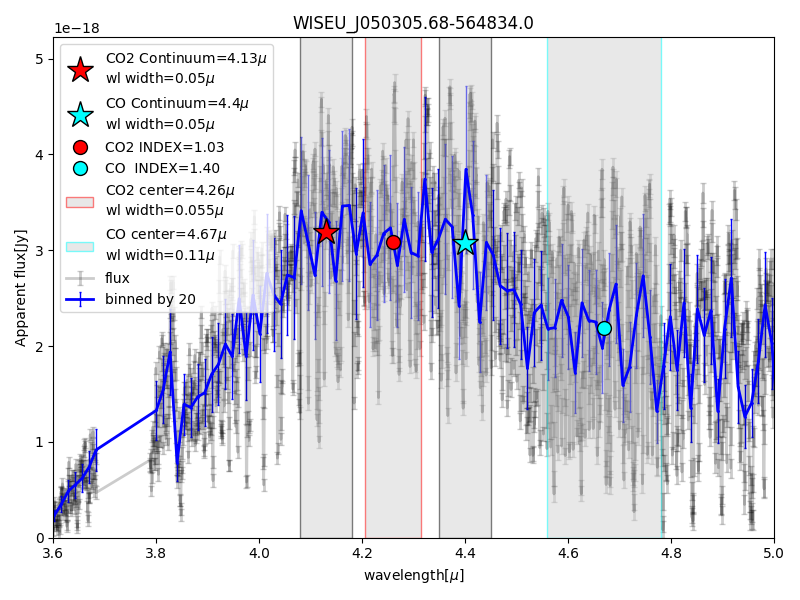 WISEU_J050305.68-564834.0
1e−18
CO2 Continuum=4.13μ
wl width=0.05μ
CO Continuum=4.4μ
wl width=0.05μ
CO2 INDEX=1.03
CO  INDEX=1.40
CO2 center=4.26μ
wl width=0.055μ
CO center=4.67μ
wl width=0.11μ
flux
binned by 20
Apparent flux[Jy]
5
4
3
2
1
0
3.6 3.8 4.0 4.2 4.4 4.6 4.8 5.0
wavelength[μ]